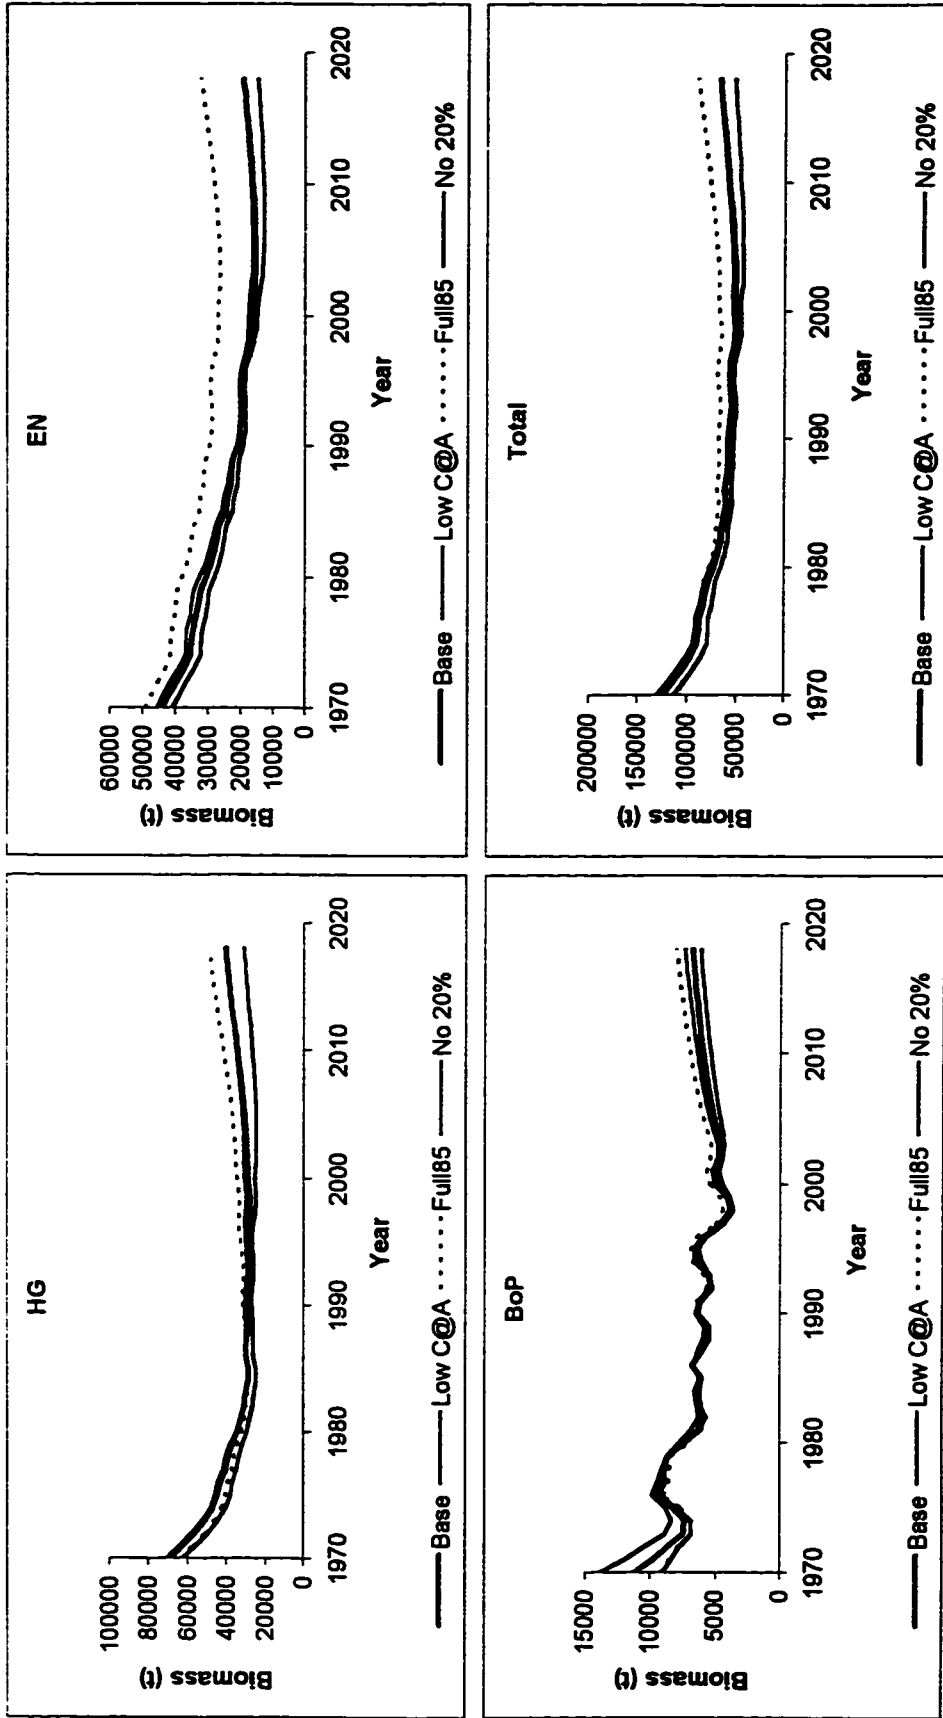 HG
Biomass (t)
100000
80000
60000
40000
20000
0
1970 1980 1990 2000 2010 2020
Year
Base Low C@A Full85 No 20%
EN
Biomass (t)
60000
50000
40000
30000
20000
10000
0
1970 1980 1990 2000 2010 2020
Year
Base Low C@A Full85 No 20%
BoP
Biomass (t)
15000
10000
5000
0
1970 1980 1990 2000 2010 2020
Year
Base Low C@A Full85 No 20%
Total
Biomass (t)
200000
150000
100000
50000
0
1970 1980 1990 2000 2010 2020
Year
Base Low C@A Full85 No 20%